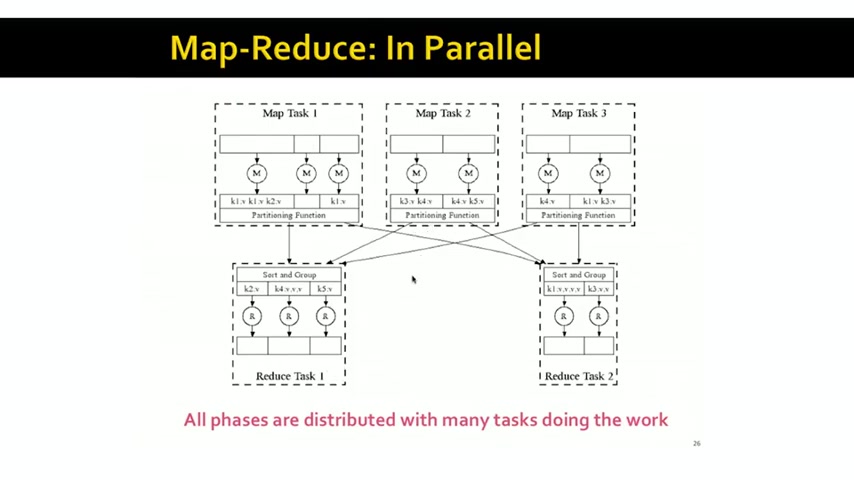 Map-Reduce: In Parallel
Map Task 1 Map Task 2 Map Task 3
M M M M M M M
k1:v k1:v k2:v k1:v k3:v k4:v k4:v k5:v k4:v k1:v k3:v
Partitioning Function Partitioning Function Partitioning Function
Sort and Group Sort and Group
k2:v k4:v,v,v k5:v k1:v,v,v,v k3:v,v
R R R R R
Reduce Task 1 Reduce Task 2
All phases are distributed with many tasks doing the work
26